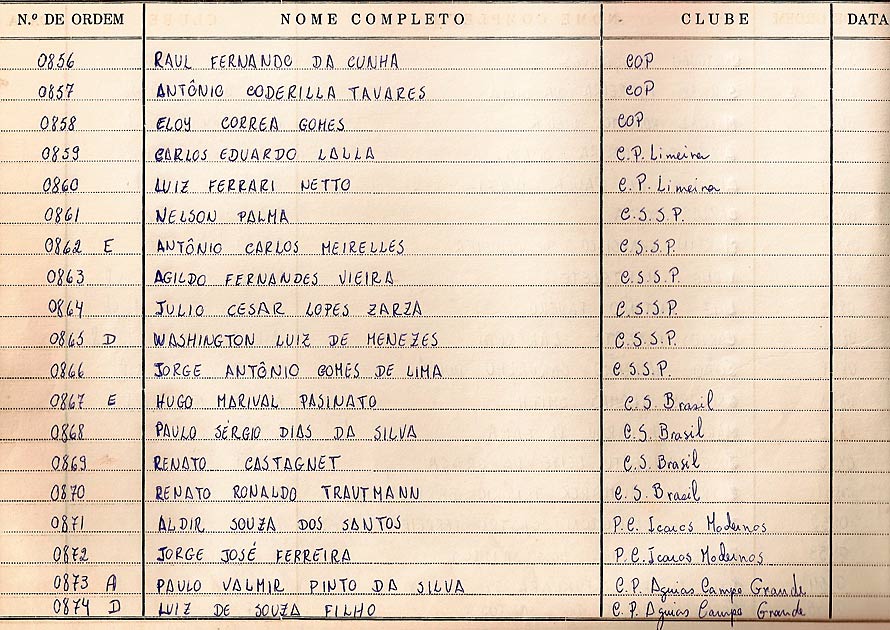 N.º DE ORDEM NOME COMPLETO CLUBE DATA
0856 RAUL FERNANDO DA CUNHA COP
0857 ANTÔNIO CODERILLA TAVARES COP
0858 ELOY CORREA GOMES COP
0859 CARLOS EDUARDO LALLA C.P. Limeira
0860 LUIZ FERRARI NETTO C.P. Limeira
0861 NELSON PALMA C.S.S.P.
0862 E ANTÔNIO CARLOS MEIRELLES C.S.S.P.
0863 AGILDO FERNANDES VIEIRA C.S.S.P.
0864 JULIO CESAR LOPES ZARZA C.S.S.P.
0865 D WASHINGTON LUIZ DE MENEZES C.S.S.P.
0866 JORGE ANTÔNIO GOMES DE LIMA C.S.S.P.
0867 E HUGO MARIVAL PASINATO C.S. Brasil
0868 PAULO SÉRGIO DIAS DA SILVA C.S. Brasil
0869 RENATO CASTAGNET C.S. Brasil
0870 RENATO RONALDO TRAUTMANN C.S. Brasil
0871 ALDIR SOUZA DOS SANTOS P.C. Icaros Modernos
0872 JORGE JOSÉ FERREIRA P.C. Icaros Modernos
0873 A PAULO VALMIR PINTO DA SILVA C.P. Aguias Campo Grande
0874 D LUIZ DE SOUZA FILHO C.P. Aguias Campo Grande